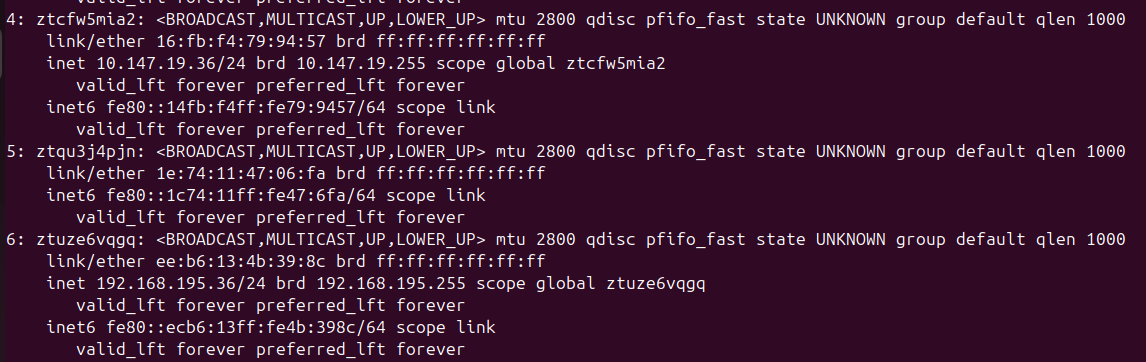 valid_lft forever preferred_lft forever
4: ztcfw5mia2: <BROADCAST,MULTICAST,UP,LOWER_UP> mtu 2800 qdisc pfifo_fast state UNKNOWN group default qlen 1000
    link/ether 16:fb:f4:79:94:57 brd ff:ff:ff:ff:ff:ff
    inet 10.147.19.36/24 brd 10.147.19.255 scope global ztcfw5mia2
       valid_lft forever preferred_lft forever
    inet6 fe80::14fb:f4ff:fe79:9457/64 scope link
       valid_lft forever preferred_lft forever
5: ztqu3j4pjn: <BROADCAST,MULTICAST,UP,LOWER_UP> mtu 2800 qdisc pfifo_fast state UNKNOWN group default qlen 1000
    link/ether 1e:74:11:47:06:fa brd ff:ff:ff:ff:ff:ff
    inet6 fe80::1c74:11ff:fe47:6fa/64 scope link
       valid_lft forever preferred_lft forever
6: ztuze6vqgq: <BROADCAST,MULTICAST,UP,LOWER_UP> mtu 2800 qdisc pfifo_fast state UNKNOWN group default qlen 1000
    link/ether ee:b6:13:4b:39:8c brd ff:ff:ff:ff:ff:ff
    inet 192.168.195.36/24 brd 192.168.195.255 scope global ztuze6vqgq
       valid_lft forever preferred_lft forever
    inet6 fe80::ecb6:13ff:fe4b:398c/64 scope link
       valid_lft forever preferred_lft forever